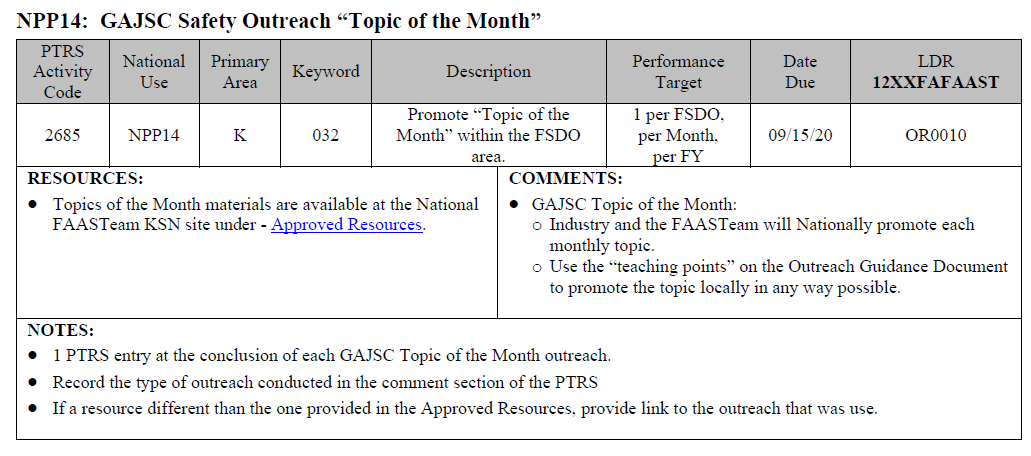 NPP14:  GAJSC Safety Outreach “Topic of the Month”
PTRS
Activity
Code
National
Use
Primary
Area
Keyword
Description
Performance
Target
Date
Due
LDR
12XXFAFAAST
2685
NPP14
K
032
Promote “Topic of the
Month” within the FSDO
area.
1 per FSDO,
per Month,
per FY
09/15/20
OR0010
RESOURCES:
● Topics of the Month materials are available at the National
FAASTeam KSN site under - Approved Resources.
COMMENTS:
● GAJSC Topic of the Month:
o Industry and the FAASTeam will Nationally promote each
monthly topic.
o Use the “teaching points” on the Outreach Guidance Document
to promote the topic locally in any way possible.
NOTES:
● 1 PTRS entry at the conclusion of each GAJSC Topic of the Month outreach.
● Record the type of outreach conducted in the comment section of the PTRS
● If a resource different than the one provided in the Approved Resources, provide link to the outreach that was use.